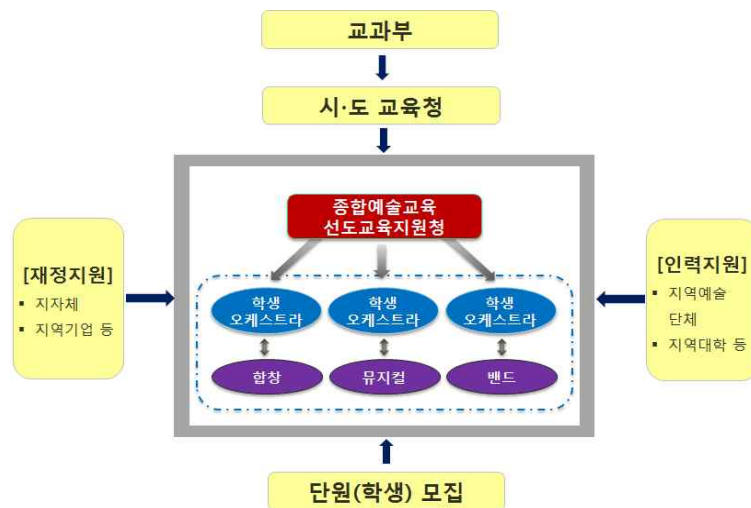 교과부
시·도 교육청
종합예술교육
선도교육지원청
[재정지원]
▪ 지자체
▪ 지역기업 등
[인력지원]
▪ 지역예술
단체
▪ 지역대학 등
학생
오케스트라
학생
오케스트라
학생
오케스트라
합창
뮤지컬
밴드
단원(학생) 모집